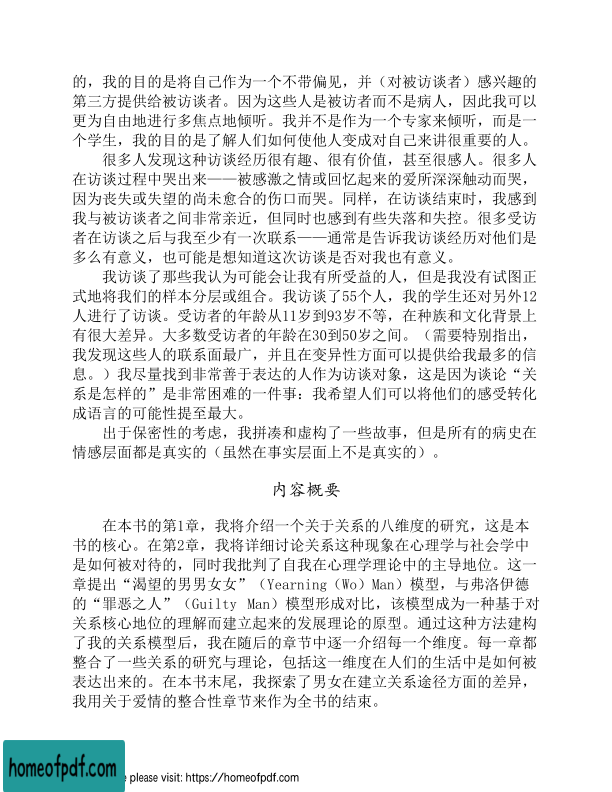 的，我的目的是将自己作为一个不带偏见，并（对被访谈者）感兴趣的
第三方提供给被访谈者。因为这些人是被访者而不是病人，因此我可以
更为自由地进行多焦点地倾听。我并不是作为一个专家来倾听，而是一
个学生，我的目的是了解人们如何使他人变成对自己来讲很重要的人。
很多人发现这种访谈经历很有趣、很有价值，甚至很感人。很多人
在访谈过程中哭出来——被感激之情或回忆起来的爱所深深触动而哭，
因为丧失或失望的尚未愈合的伤口而哭。同样，在访谈结束时，我感到
我与被访谈者之间非常亲近，但同时也感到有些失落和失控。很多受访
者在访谈之后与我至少有一次联系——通常是告诉我访谈经历对他们是
多么有意义，也可能是想知道这次访谈是否对我也有意义。
我访谈了那些我认为可能会让我有所受益的人，但是我没有试图正
式地将我们的样本分层或组合。我访谈了55个人，我的学生还对另外12
人进行了访谈。受访者的年龄从11岁到93岁不等，在种族和文化背景上
有很大差异。大多数受访者的年龄在30到50岁之间。（需要特别指出，
我发现这些人的联系面最广，并且在变异性方面可以提供给我最多的信
息。）我尽量找到非常善于表达的人作为访谈对象，这是因为谈论“关
系是怎样的”是非常困难的一件事：我希望人们可以将他们的感受转化
成语言的可能性提至最大。
出于保密性的考虑，我拼凑和虚构了一些故事，但是所有的病史在
情感层面都是真实的（虽然在事实层面上不是真实的）。
内容概要
在本书的第1章，我将介绍一个关于关系的八维度的研究，这是本
书的核心。在第2章，我将详细讨论关系这种现象在心理学与社会学中
是如何被对待的，同时我批判了自我在心理学理论中的主导地位。这一
章提出“渴望的男男女女”（Yearning（Wo）Man）模型，与弗洛伊德
的“罪恶之人”（Guilty Man）模型形成对比，该模型成为一种基于对
关系核心地位的理解而建立起来的发展理论的原型。通过这种方法建构
了我的关系模型后，我在随后的章节中逐一介绍每一个维度。每一章都
整合了一些关系的研究与理论，包括这一维度在人们的生活中是如何被
表达出来的。在本书末尾，我探索了男女在建立关系途径方面的差异，
我用关于爱情的整合性章节来作为全书的结束。
homeofpdf.com
please visit: https://homeofpdf.com